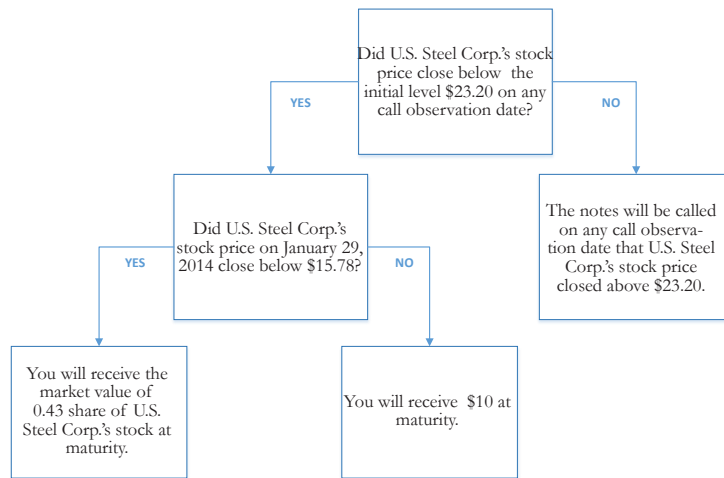 Did U.S. Steel Corp.'s stock
price close below the
initial level $23.20 on any
call observation date?
YES
NO
Did U.S. Steel Corp.'s
stock price on January 29,
2014 close below $15.78?
The notes will be called
on any call observa-
tion date that U.S. Steel
Corp.'s stock price
closed above $23.20.
YES
NO
You will receive the
market value of
0.43 share of U.S.
Steel Corp.'s stock at
maturity.
You will receive $10 at
maturity.